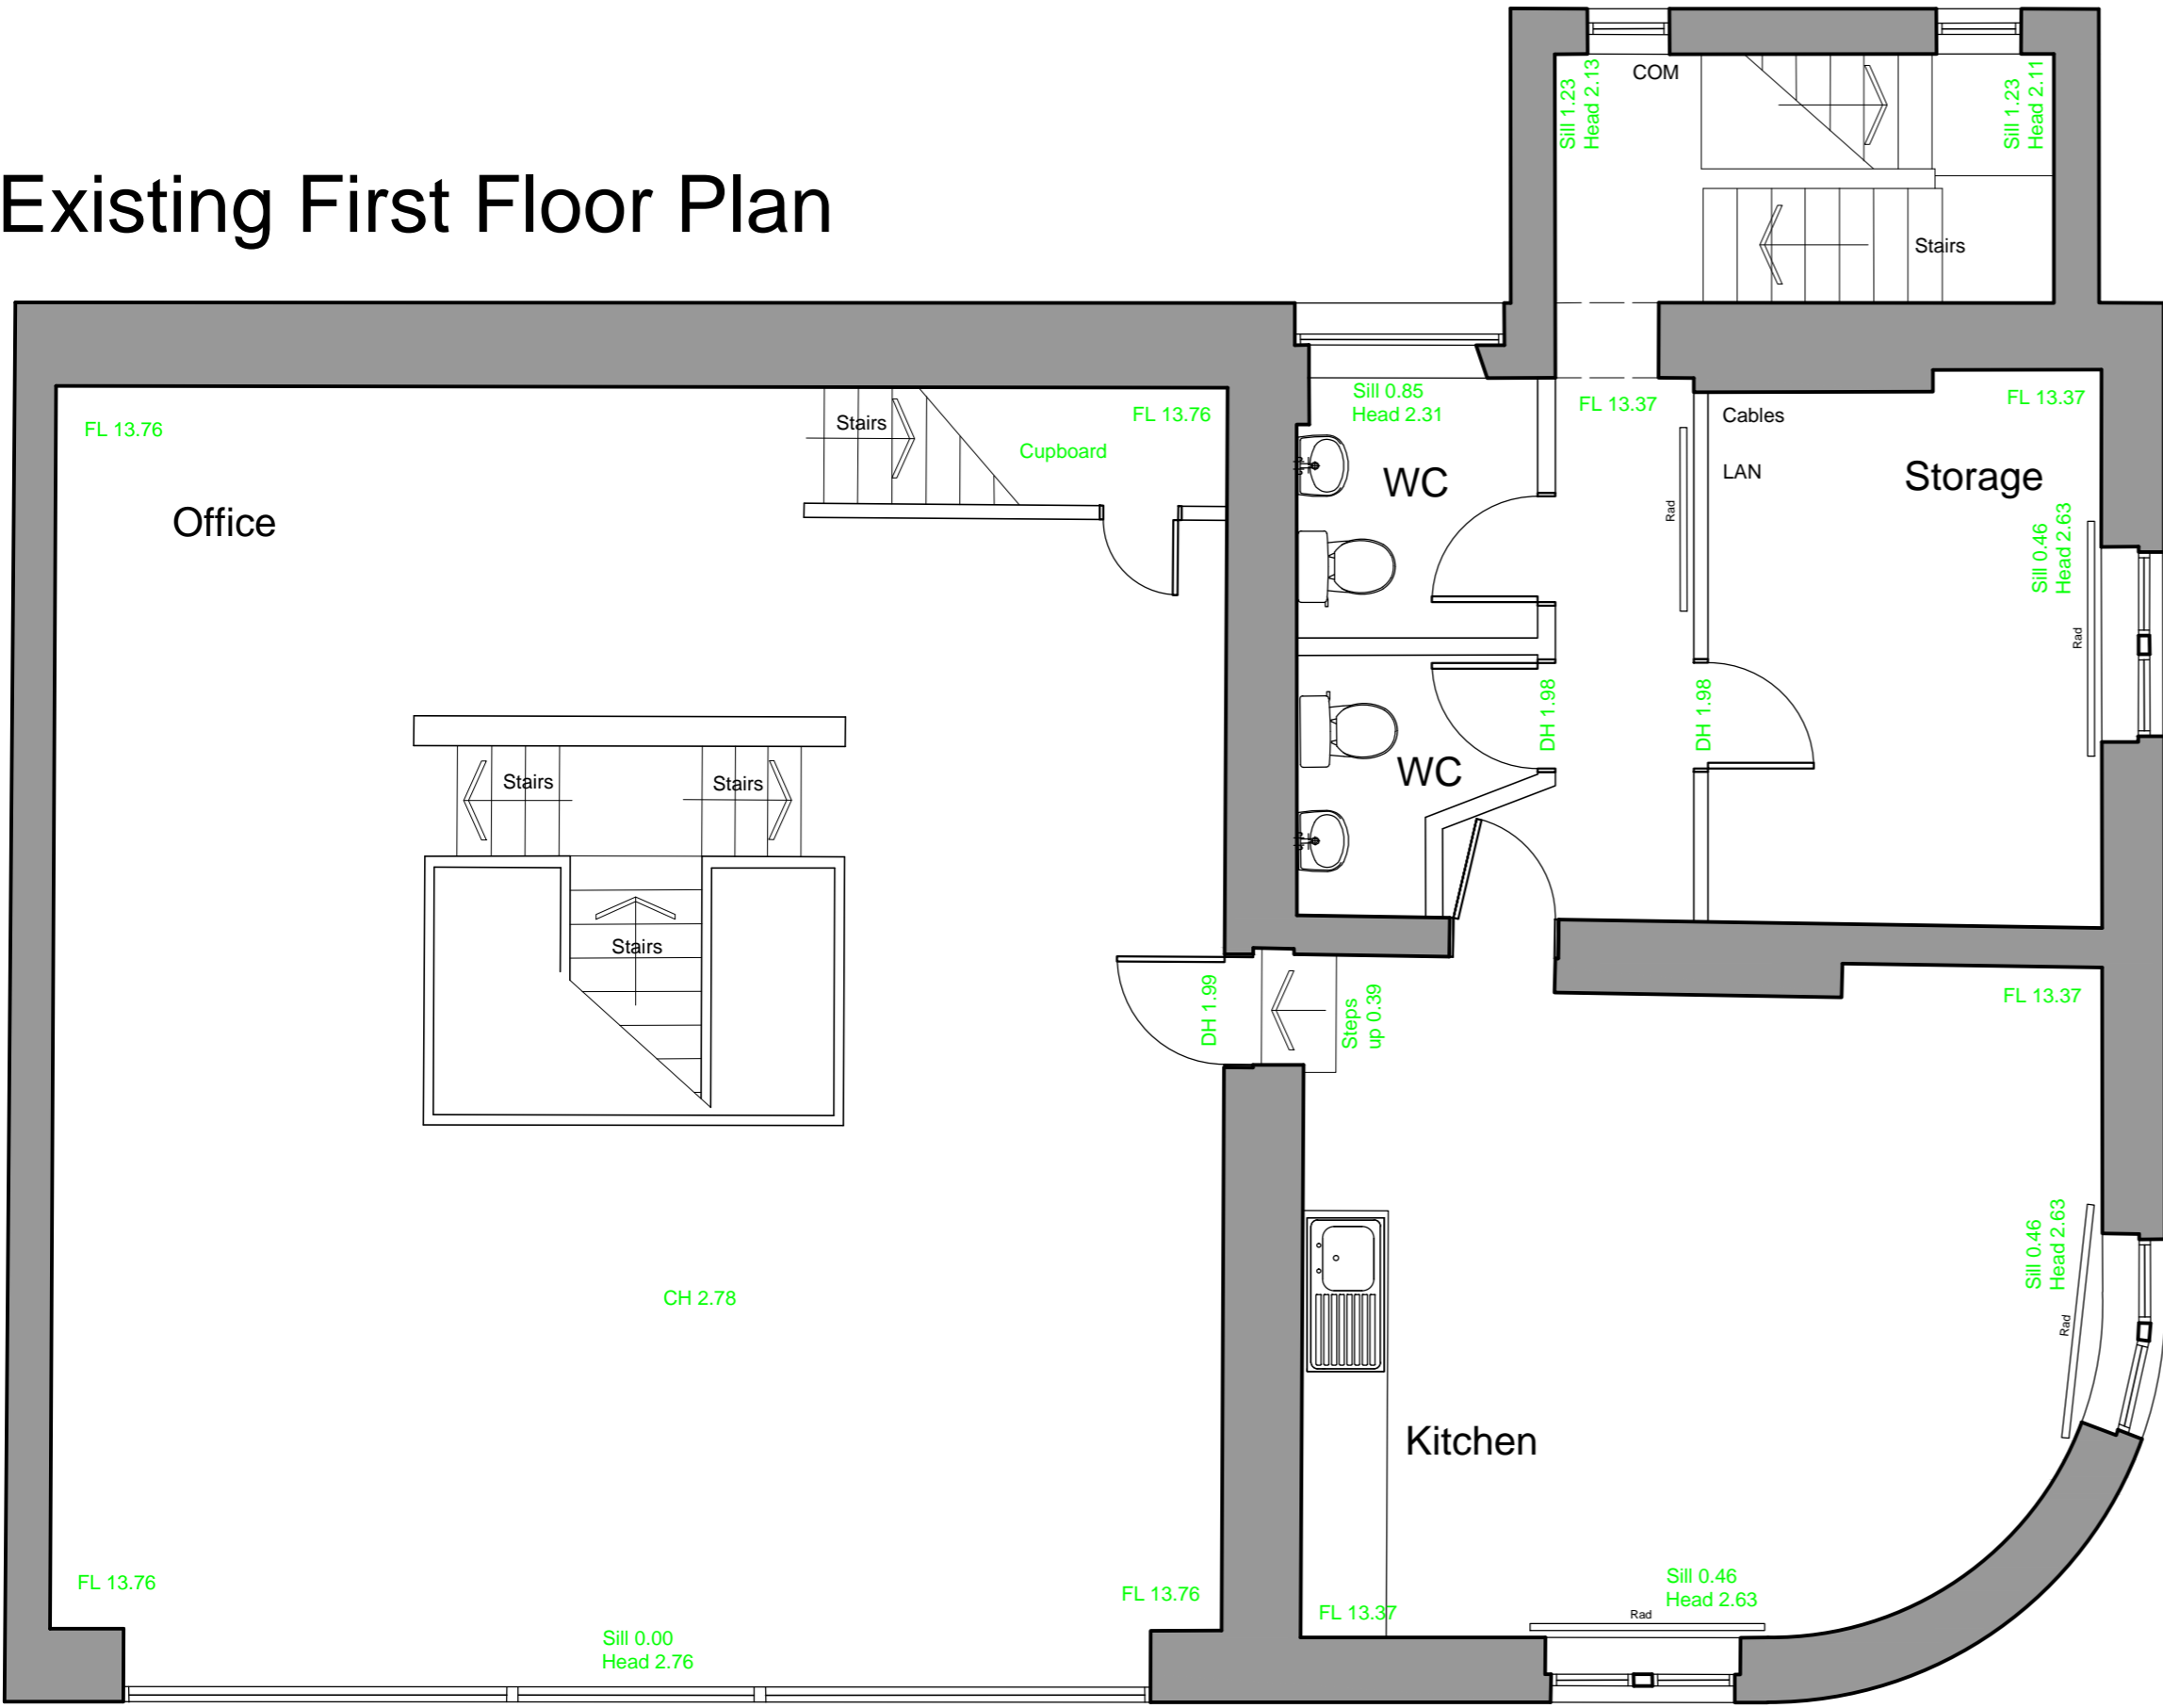 Existing First Floor Plan
COM
Sill 1.23
Head 2.13
Sill 1.23
Head 2.11
Stairs
FL 13.76
Office
Stairs
Cupboard
FL 13.76
Sill 0.85
Head 2.31
WC
FL 13.37
Rad
Cables
LAN
FL 13.37
Storage
Sill 0.46
Head 2.63
Rad
DH 1.98
DH 1.98
WC
Stairs
Stairs
Stairs
DH 1.99
Steps
up 0.39
FL 13.37
Sill 0.46
Head 2.63
Rad
CH 2.78
Kitchen
FL 13.76
FL 13.76
Sill 0.00
Head 2.76
FL 13.37
Sill 0.46
Head 2.63
Rad